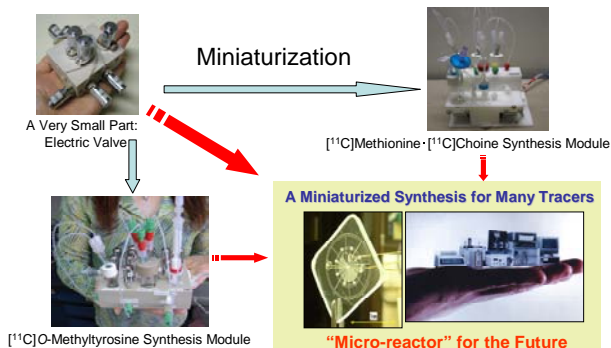 Miniaturization
A Very Small Part:
Electric Valve
[¹¹C]Methionine·[¹¹C]Choine Synthesis Module
A Miniaturized Synthesis for Many Tracers
[¹¹C]O-Methyltyrosine Synthesis Module
“Micro-reactor” for the Future